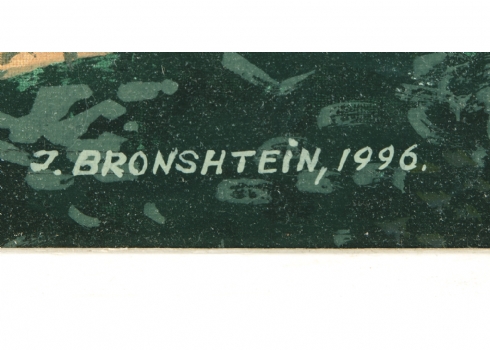 J. BRONSHTEiN, 1996.